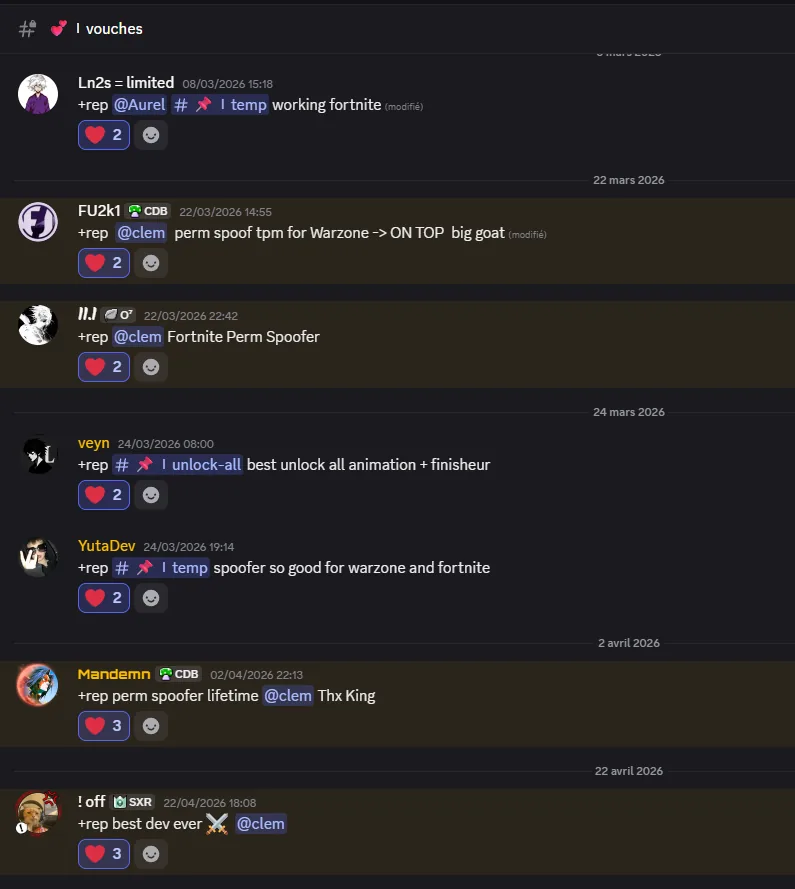 vouches
Ln2s = limited 08/03/2026 15:18
+rep @Aurel # | temp working fortnite (modifié)
2
22 mars 2026
FU2k1 CDB 22/03/2026 14:55
+rep @clem perm spoof tpm for Warzone -> ON TOP big goat (modifié)
2
22/03/2026 22:42
+rep @clem Fortnite Perm Spoofer
2
24 mars 2026
veyn 24/03/2026 08:00
+rep # | unlock-all best unlock all animation + finisheur
2
YutaDev 24/03/2026 19:14
+rep # | temp spoofer so good for warzone and fortnite
2
2 avril 2026
Mandemn CDB 02/04/2026 22:13
+rep perm spoofer lifetime @clem Thx King
3
22 avril 2026
! off SXR 22/04/2026 18:08
+rep best dev ever ⚔️ @clem
3